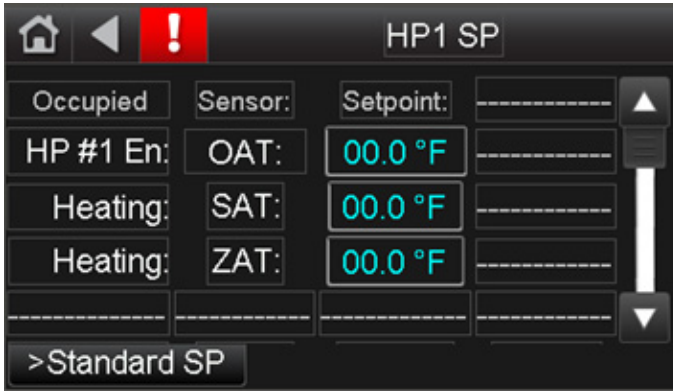 ! HP1 SP
Occupied Sensor: Setpoint: ------------
HP #1 En: OAT: 00.0 °F ------------
Heating: SAT: 00.0 °F ------------
Heating: ZAT: 00.0 °F ------------
------------ ------------ ------------ ------------
>Standard SP